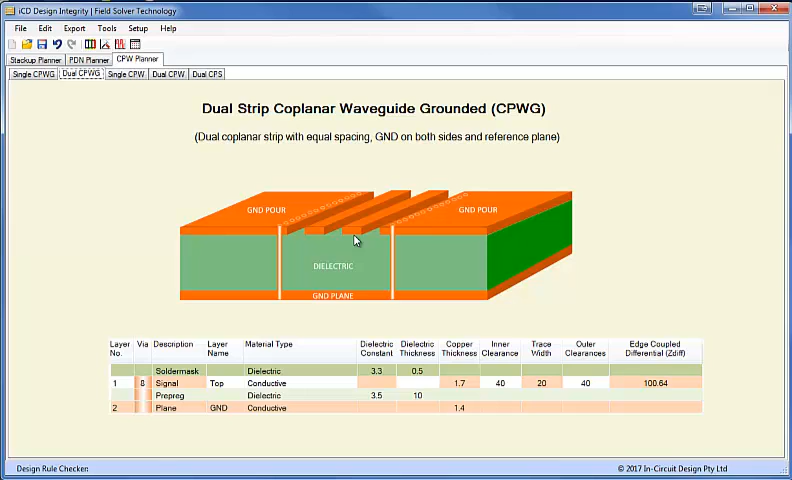 iCD Design Integrity | Field Solver Technology
File Edit Export Tools Setup Help
Stackup Planner PDN Planner CPW Planner
Single CPWG Dual CPWG Single CPW Dual CPW Dual CPS
Dual Strip Coplanar Waveguide Grounded (CPWG)
(Dual coplanar strip with equal spacing, GND on both sides and reference plane)
GND POUR GND POUR
DIELECTRIC
GND PLANE
Layer No. Via Description Layer Name Material Type Dielectric Constant Dielectric Thickness Copper Thickness Inner Clearance Trace Width Outer Clearances Edge Coupled Differential (Zdiff)
Soldermask Dielectric 3.3 0.5
1 8 Signal Top Conductive 1.7 40 20 40 100.64
Prepreg Dielectric 3.5 10
2 Plane GND Conductive 1.4
Design Rule Checker: © 2017 In-Circuit Design Pty Ltd